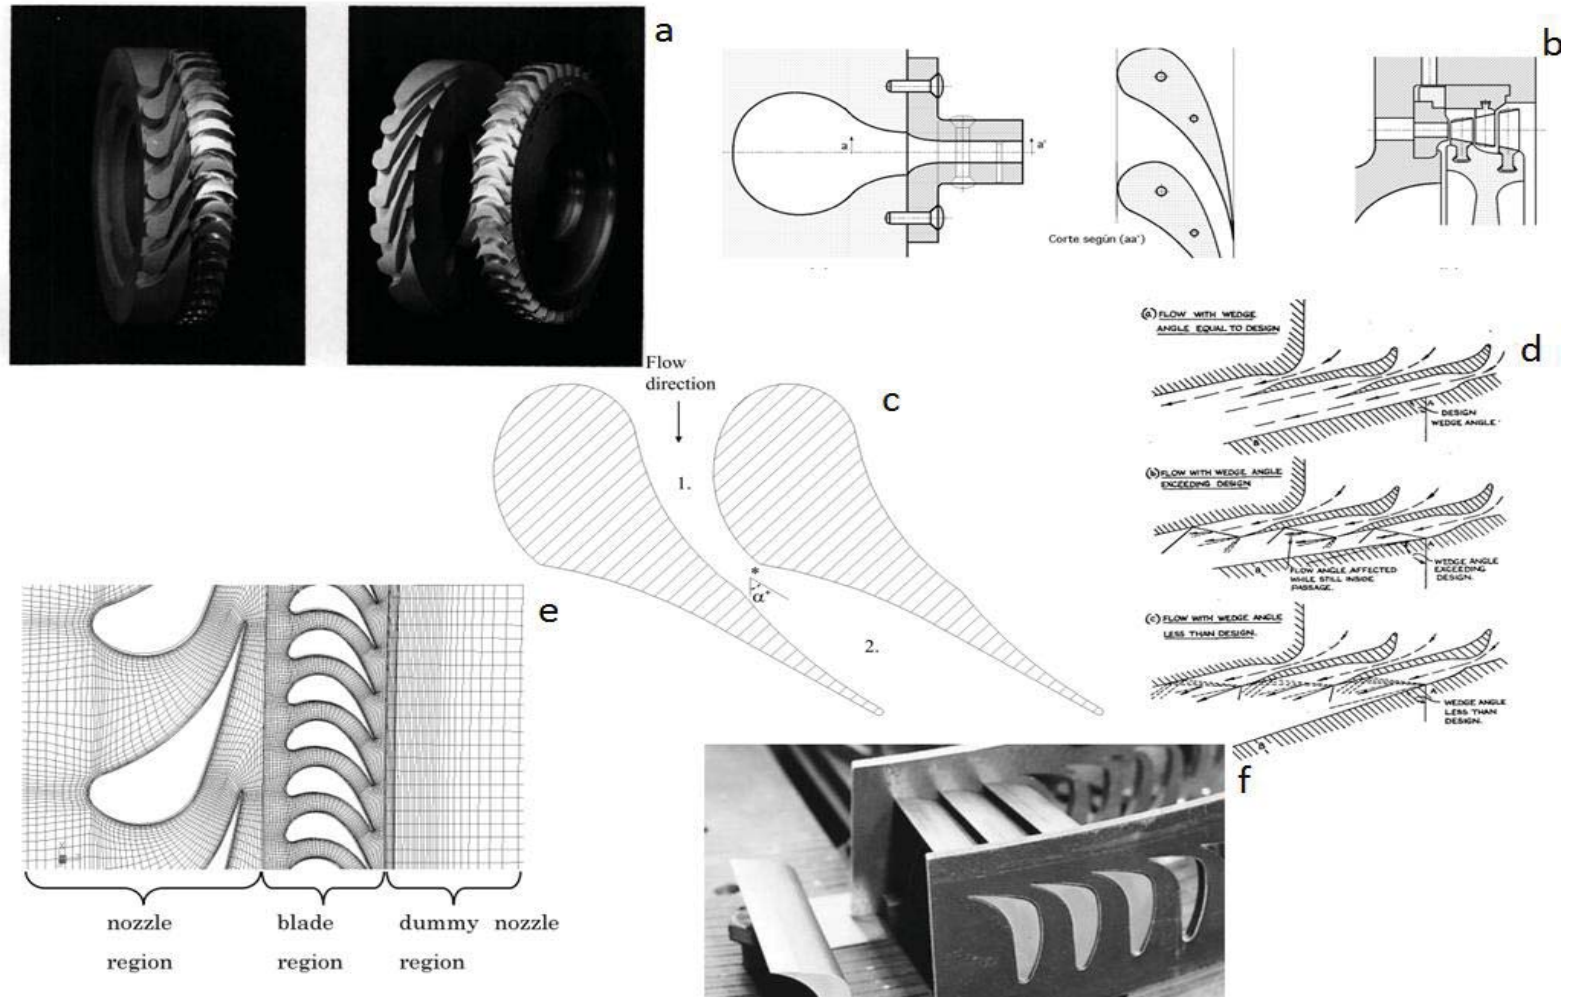 a
b
a
a'
Corte según (aa')
(a) FLOW WITH WEDGE
ANGLE EQUAL TO DESIGN
d
A
DESIGN
WEDGE ANGLE
a
Flow
direction
c
1.
*
α*
2.
(b) FLOW WITH WEDGE ANGLE
EXCEEDING DESIGN
A
FLOW ANGLE AFFECTED
WHILE STILL INSIDE
PASSAGE.
WEDGE ANGLE
EXCEEDING
DESIGN.
a
(c) FLOW WITH WEDGE ANGLE
LESS THAN DESIGN.
A
WEDGE ANGLE
LESS THAN
DESIGN.
a
e
nozzle
region
blade
region
dummy nozzle
region
f